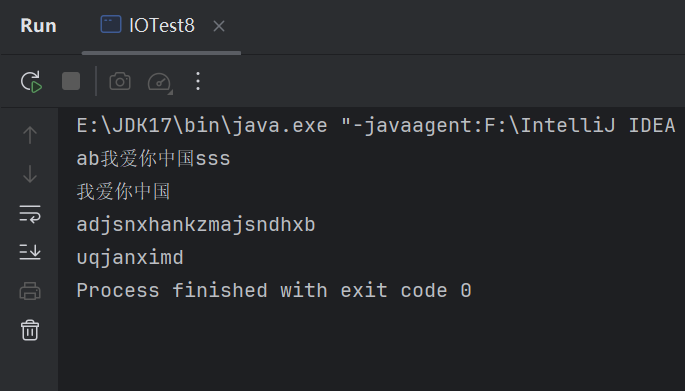 Run IOTest8
E:\JDK17\bin\java.exe "-javaagent:F:\IntelliJ IDEA
ab我爱你中国sss
我爱你中国
adjsnxhankzmajsndhxb
uqjanximd
Process finished with exit code 0